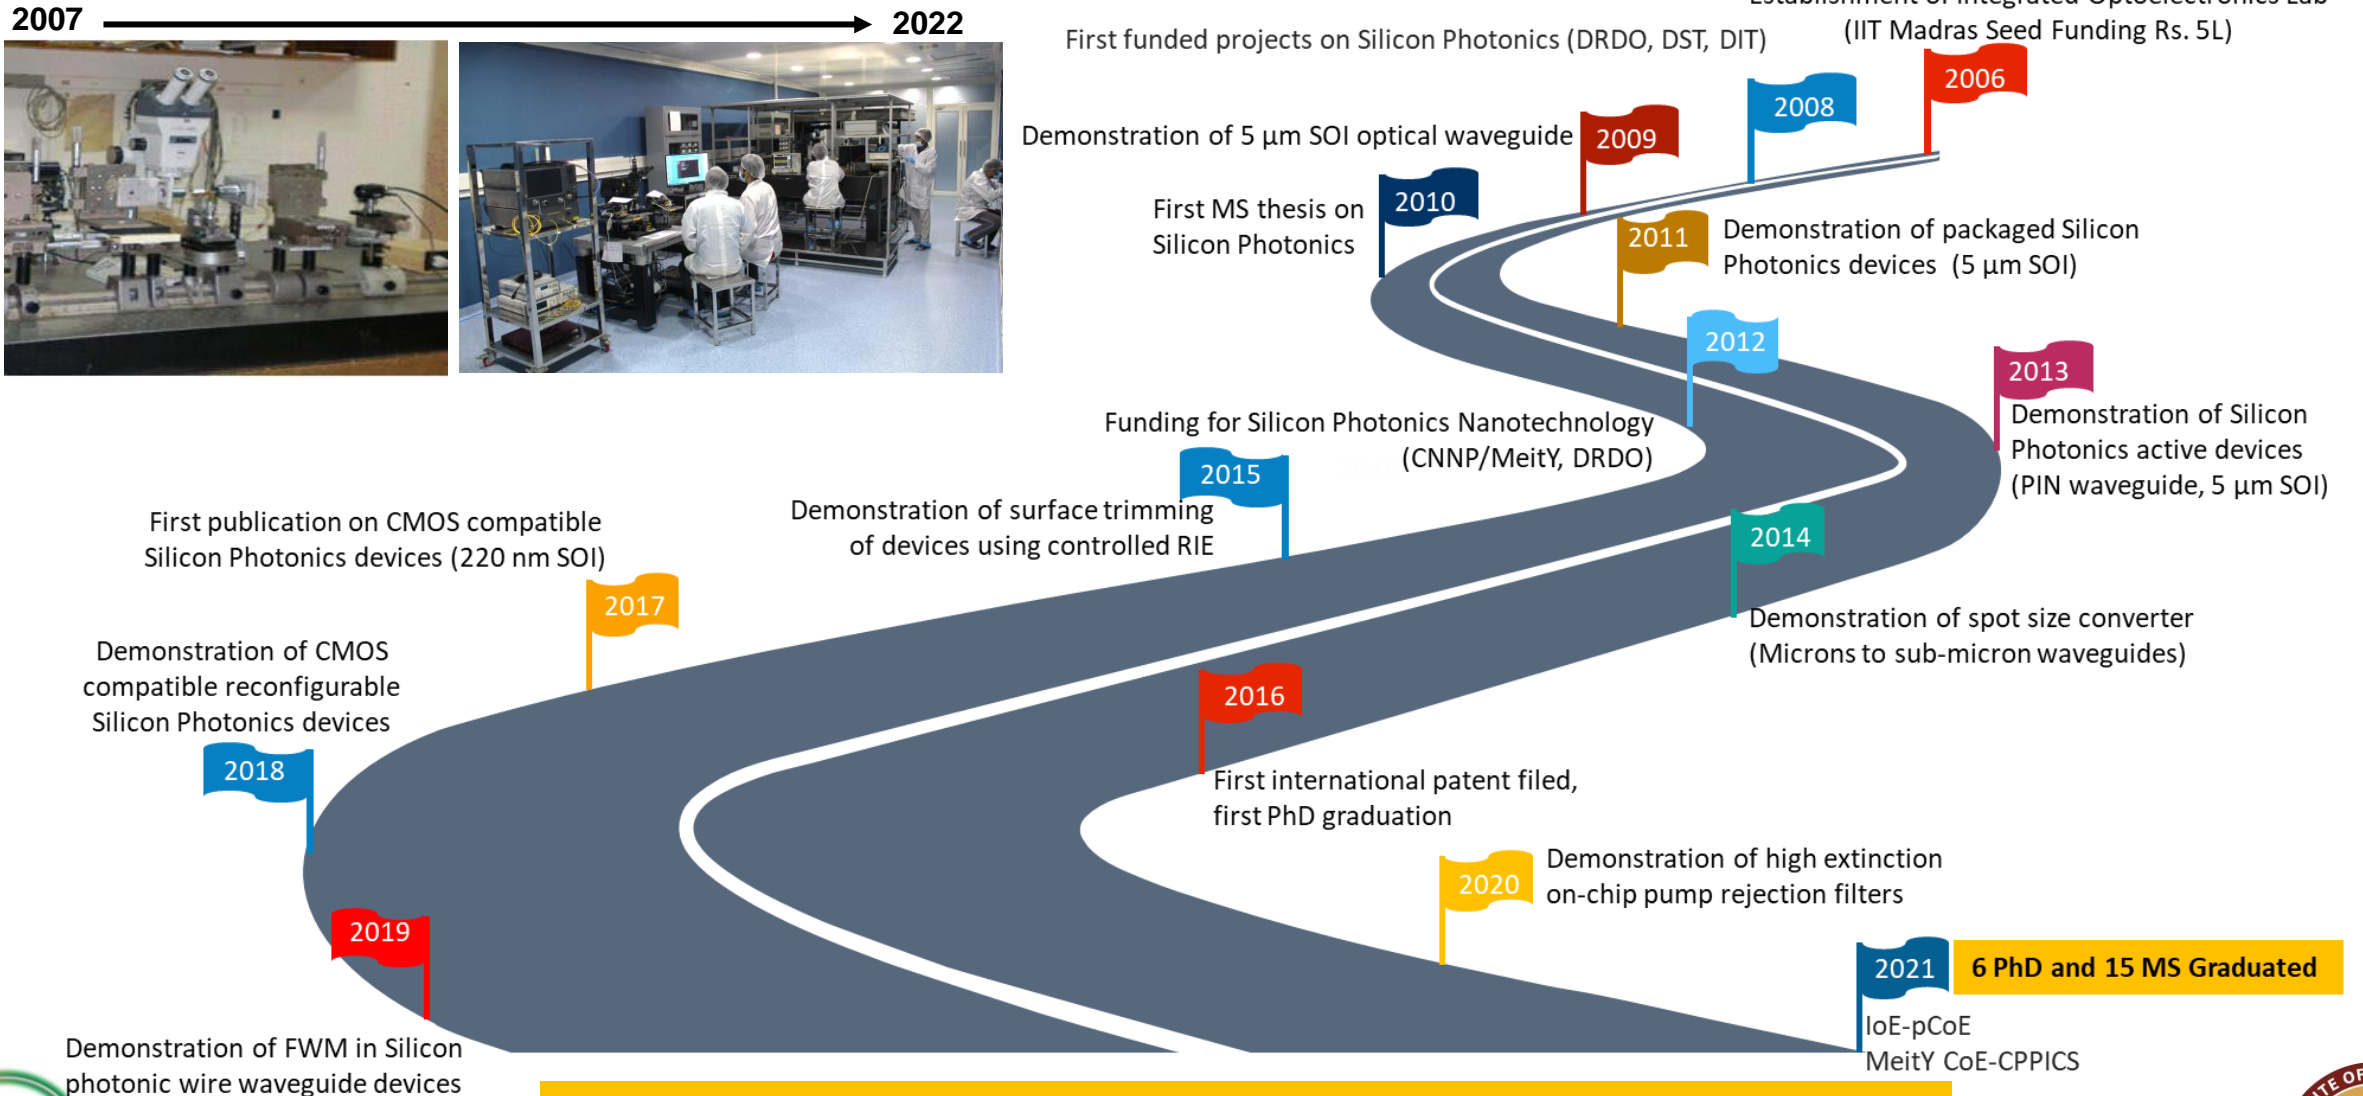 2007
2022
Establishment of Integrated Optoelectronics Lab
(IIT Madras Seed Funding Rs. 5L)
2006
First funded projects on Silicon Photonics (DRDO, DST, DIT)
2008
Demonstration of 5 µm SOI optical waveguide
2009
First MS thesis on
Silicon Photonics
2010
2011
Demonstration of packaged Silicon
Photonics devices (5 µm SOI)
2012
Funding for Silicon Photonics Nanotechnology
(CNNP/MeitY, DRDO)
2013
Demonstration of Silicon
Photonics active devices
(PIN waveguide, 5 µm SOI)
2014
Demonstration of spot size converter
(Microns to sub-micron waveguides)
2015
Demonstration of surface trimming
of devices using controlled RIE
2016
First international patent filed,
first PhD graduation
First publication on CMOS compatible
Silicon Photonics devices (220 nm SOI)
2017
Demonstration of CMOS
compatible reconfigurable
Silicon Photonics devices
2018
2019
Demonstration of FWM in Silicon
photonic wire waveguide devices
2020
Demonstration of high extinction
on-chip pump rejection filters
2021
6 PhD and 15 MS Graduated
IoE-pCoE
MeitY CoE-CPPICS